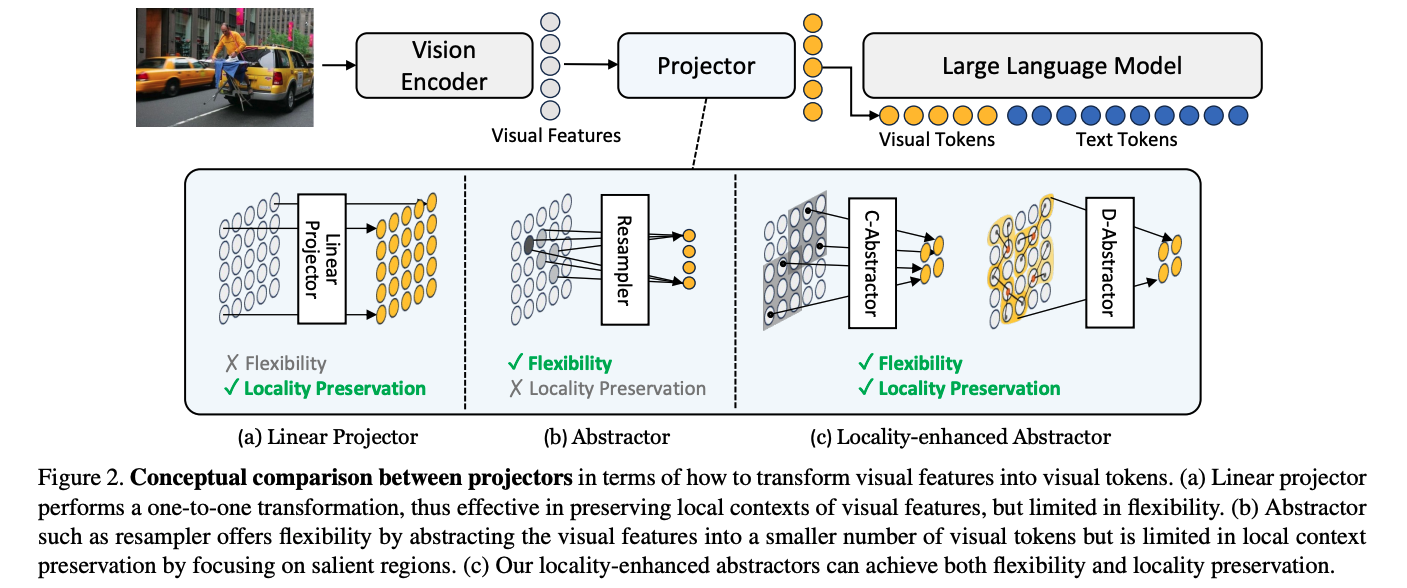 Vision
Encoder
Projector
Large Language Model
Visual Features
Visual Tokens
Text Tokens
Linear
Projector
Resampler
C-Abstractor
D-Abstractor
✗ Flexibility
✓ Locality Preservation
✓ Flexibility
✗ Locality Preservation
✓ Flexibility
✓ Locality Preservation
(a) Linear Projector
(b) Abstractor
(c) Locality-enhanced Abstractor
Figure 2. Conceptual comparison between projectors in terms of how to transform visual features into visual tokens. (a) Linear projector
performs a one-to-one transformation, thus effective in preserving local contexts of visual features, but limited in flexibility. (b) Abstractor
such as resampler offers flexibility by abstracting the visual features into a smaller number of visual tokens but is limited in local context
preservation by focusing on salient regions. (c) Our locality-enhanced abstractors can achieve both flexibility and locality preservation.